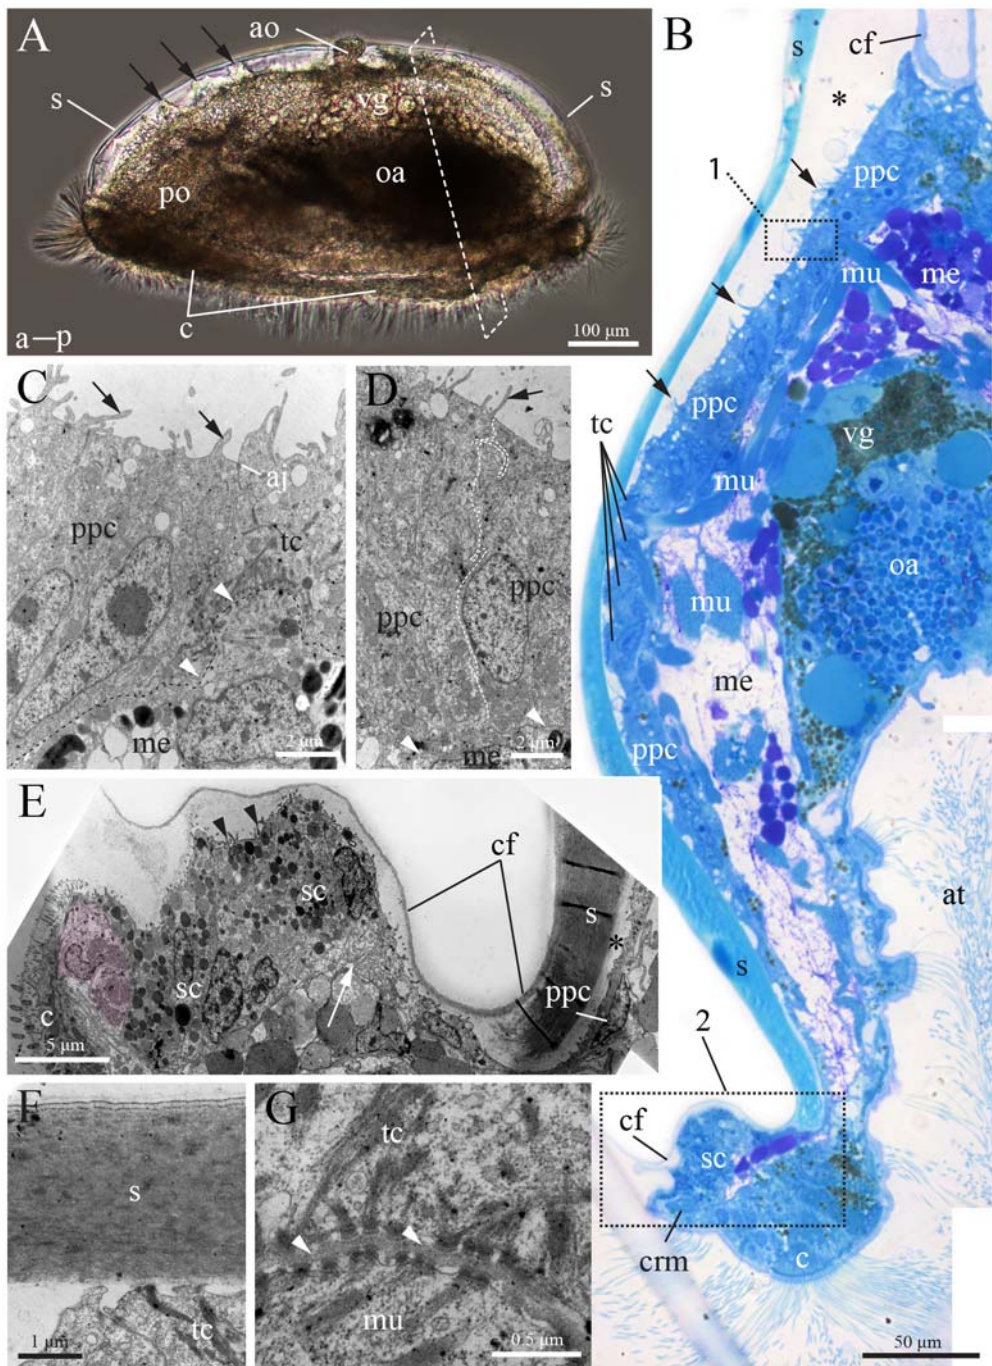 A
ao
s
s
vg
oa
po
c
a—p
100 µm
B
s
cf
*
1
ppc
mu
me
ppc
vg
tc
mu
oa
mu
me
ppc
at
s
2
cf
sc
crm
c
50 µm
C
aj
ppc
tc
me
2 µm
D
ppc
ppc
me
2 µm
E
cf
sc
s
*
sc
ppc
c
5 µm
F
s
tc
1 µm
G
tc
mu
0.5 µm